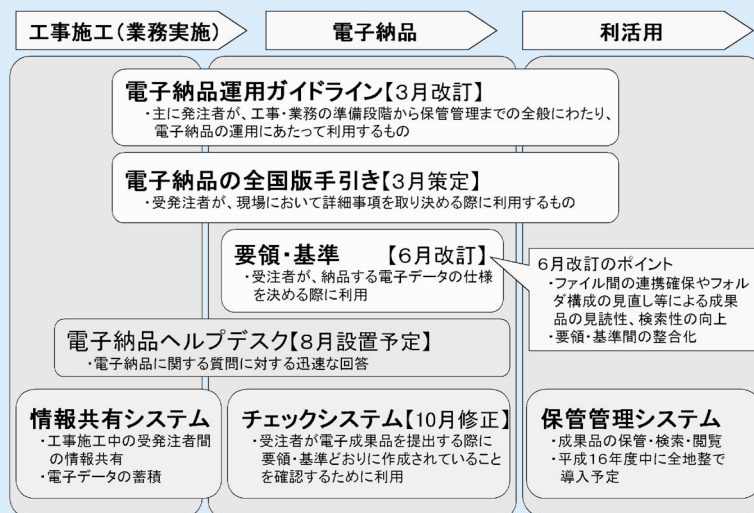 工事施工（業務実施）
電子納品
利活用
電子納品運用ガイドライン【３月改訂】
・主に発注者が、工事・業務の準備段階から保管管理までの全般にわたり、
電子納品の運用にあたって利用するもの
電子納品の全国版手引き【３月策定】
・受発注者が、現場において詳細事項を取り決める際に利用するもの
要領・基準　【６月改訂】
・受注者が、納品する電子データの仕様
を決める際に利用
６月改訂のポイント
・ファイル間の連携確保やフォル
ダ構成の見直し等による成果
品の見読性、検索性の向上
・要領・基準間の整合化
電子納品ヘルプデスク【８月設置予定】
・電子納品に関する質問に対する迅速な回答
情報共有システム
・工事施工中の受発注者間
の情報共有
・電子データの蓄積
チェックシステム【10月修正】
・受注者が電子成果品を提出する際に
要領・基準どおりに作成されていること
を確認するために利用
保管管理システム
・成果品の保管・検索・閲覧
・平成１６年度中に全地整で
導入予定